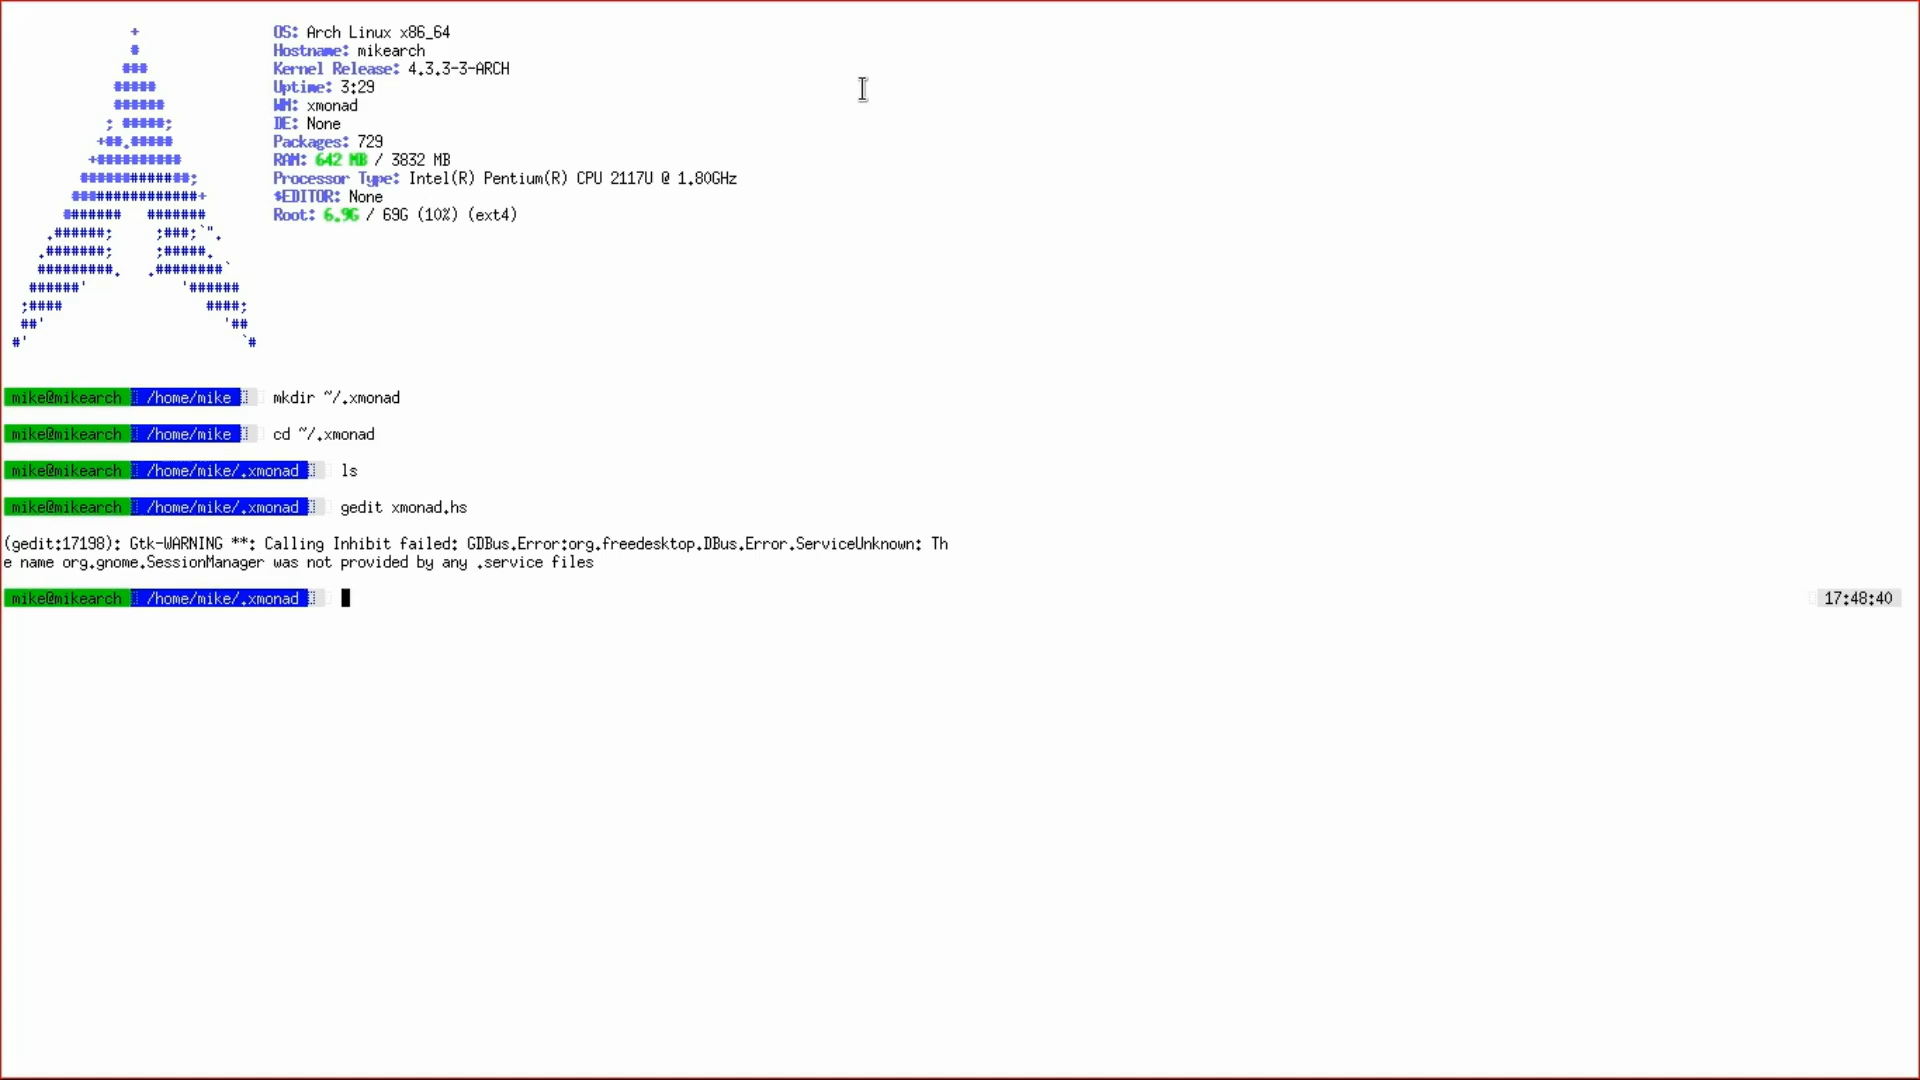 OS: Arch Linux x86_64
Hostname: mikearch
Kernel Release: 4.3.3-3-ARCH
Uptime: 3:29
WM: xmonad
DE: None
Packages: 729
RAM: 642 MB / 3832 MB
Processor Type: Intel(R) Pentium(R) CPU 2117U @ 1.80GHz
$EDITOR: None
Root: 6.9G / 69G (10%) (ext4)
mike@mikearch /home/mike mkdir ~/.xmonad
mike@mikearch /home/mike cd ~/.xmonad
mike@mikearch /home/mike/.xmonad ls
mike@mikearch /home/mike/.xmonad gedit xmonad.hs
(gedit:17198): Gtk-WARNING **: Calling Inhibit failed: GDBus.Error:org.freedesktop.DBus.Error.ServiceUnknown: Th
e name org.gnome.SessionManager was not provided by any .service files
mike@mikearch /home/mike/.xmonad 17:48:40